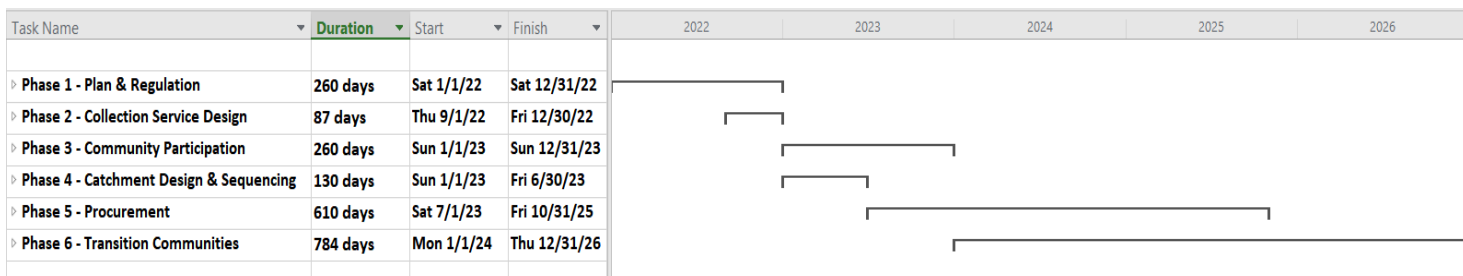 Task Name Duration Start Finish 2022 2023 2024 2025 2026
Phase 1 - Plan & Regulation 260 days Sat 1/1/22 Sat 12/31/22
Phase 2 - Collection Service Design 87 days Thu 9/1/22 Fri 12/30/22
Phase 3 - Community Participation 260 days Sun 1/1/23 Sun 12/31/23
Phase 4 - Catchment Design & Sequencing 130 days Sun 1/1/23 Fri 6/30/23
Phase 5 - Procurement 610 days Sat 7/1/23 Fri 10/31/25
Phase 6 - Transition Communities 784 days Mon 1/1/24 Thu 12/31/26